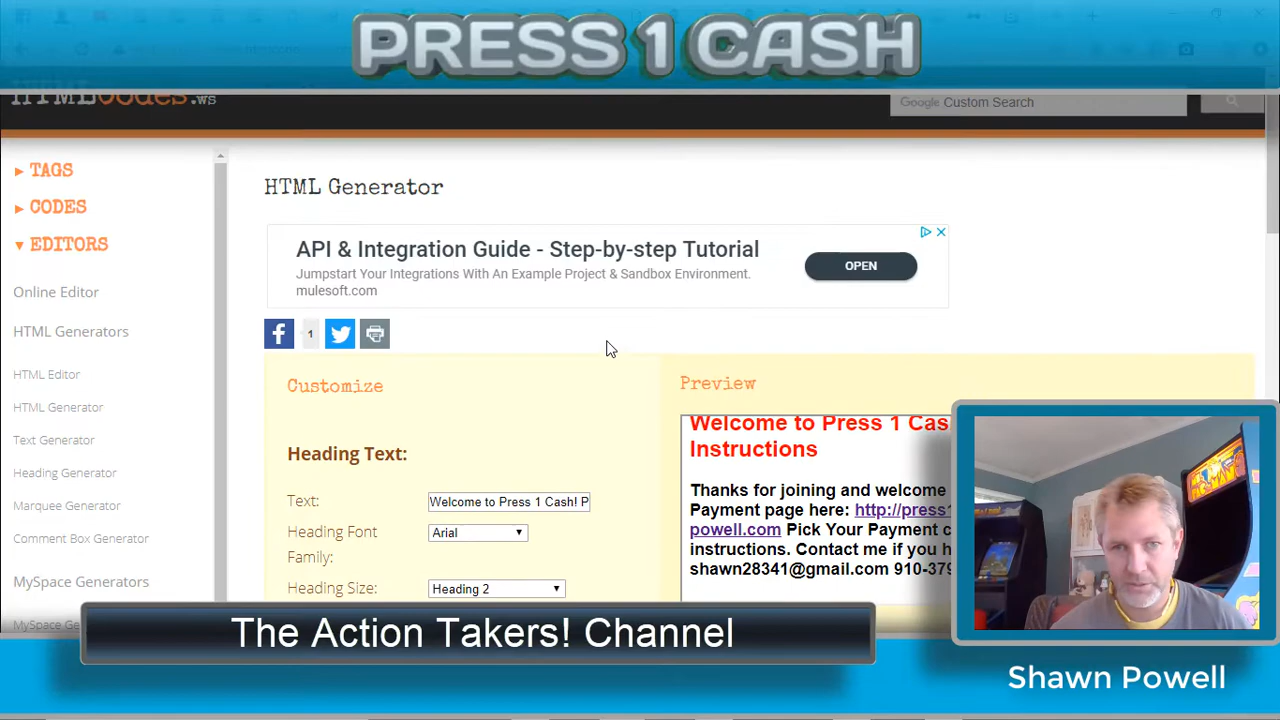 PRESS 1 CASH
HTMLCodes.ws
Google Custom Search
► TAGS
► CODES
▼ EDITORS
Online Editor
HTML Generators
HTML Editor
HTML Generator
Text Generator
Heading Generator
Marquee Generator
Comment Box Generator
MySpace Generators
MySpace Ge
HTML Generator
API & Integration Guide - Step-by-step Tutorial
Jumpstart Your Integrations With An Example Project & Sandbox Environment.
mulesoft.com
OPEN
1
Customize
Heading Text:
Text: Welcome to Press 1 Cash! P
Heading Font Family: Arial
Heading Size: Heading 2
Preview
Welcome to Press 1 Cas
Instructions
Thanks for joining and welcome
Payment page here: http://press1
powell.com Pick Your Payment c
instructions. Contact me if you h
shawn28341@gmail.com 910-379
The Action Takers! Channel
Shawn Powell